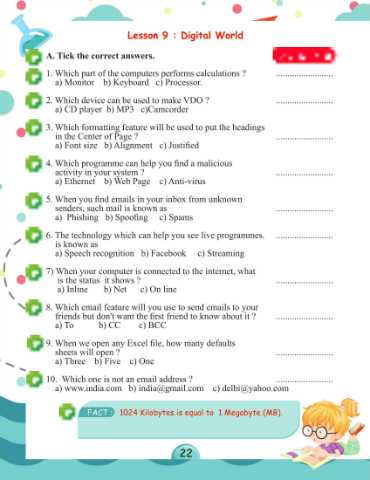 Lesson 9 : Digital World
A. Tick the correct answers.
1. Which part of the computers performs calculations ? ........................
a) Monitor b) Keyboard c) Processor.
2. Which device can be used to make VDO ? ........................
a) CD player b) MP3 c)Camcorder
3. Which formatting feature will be used to put the headings
in the Center of Page ? ........................
a) Font size b) Alignment c) Justified
4. Which programme can help you find a malicious
activity in your system ? ........................
a) Ethernet b) Web Page c) Anti-virus
5. When you find emails in your inbox from unknown
senders, such mail is known as ........................
a) Phishing b) Spoofing c) Spams
6. The technology which can help you see live programmes. ........................
is known as
a) Speech recognition b) Facebook c) Streaming
7) When your computer is connected to the internet, what
is the status it shows ? ........................
a) Inline b) Net c) On line
8. Which email feature will you use to send emails to your
friends but don't want the first friend to know about it ? ........................
a) To b) CC c) BCC
9. When we open any Excel file, how many defaults
sheets will open ? ........................
a) Three b) Five c) One
10. Which one is not an email address ? ........................
a) www.india.com b) india@gmail.com c) delhi@yahoo.com
FACT : 1024 Kilobytes is equal to 1 Megabyte (MB).
22